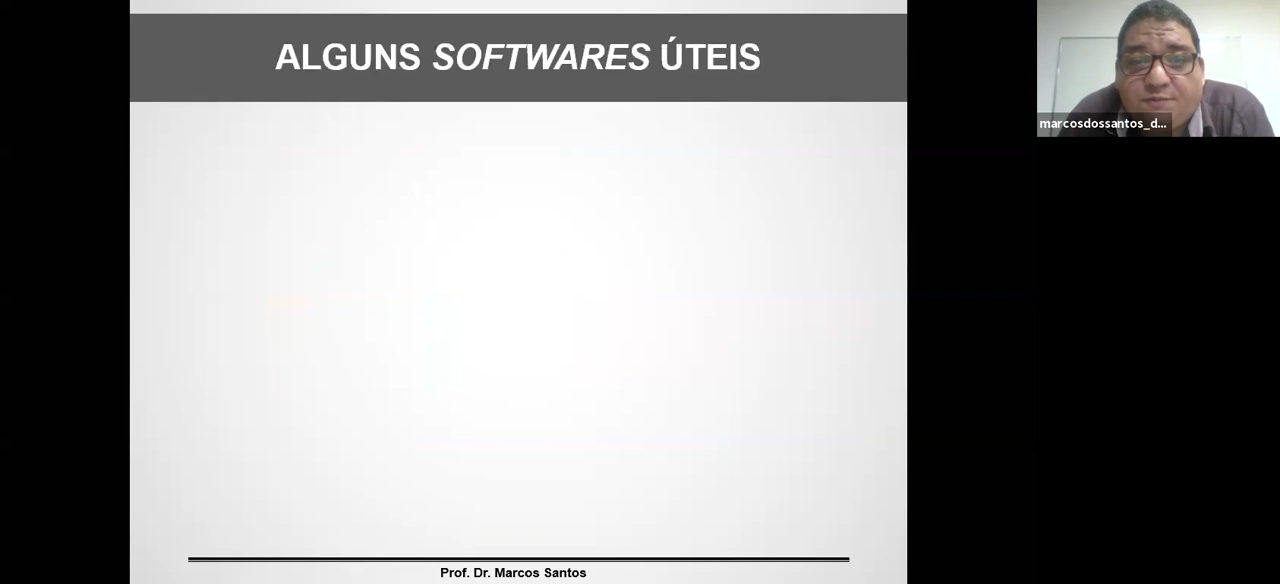 ALGUNS SOFTWARES ÚTEIS
marcosdossantos_d...
Prof. Dr. Marcos Santos